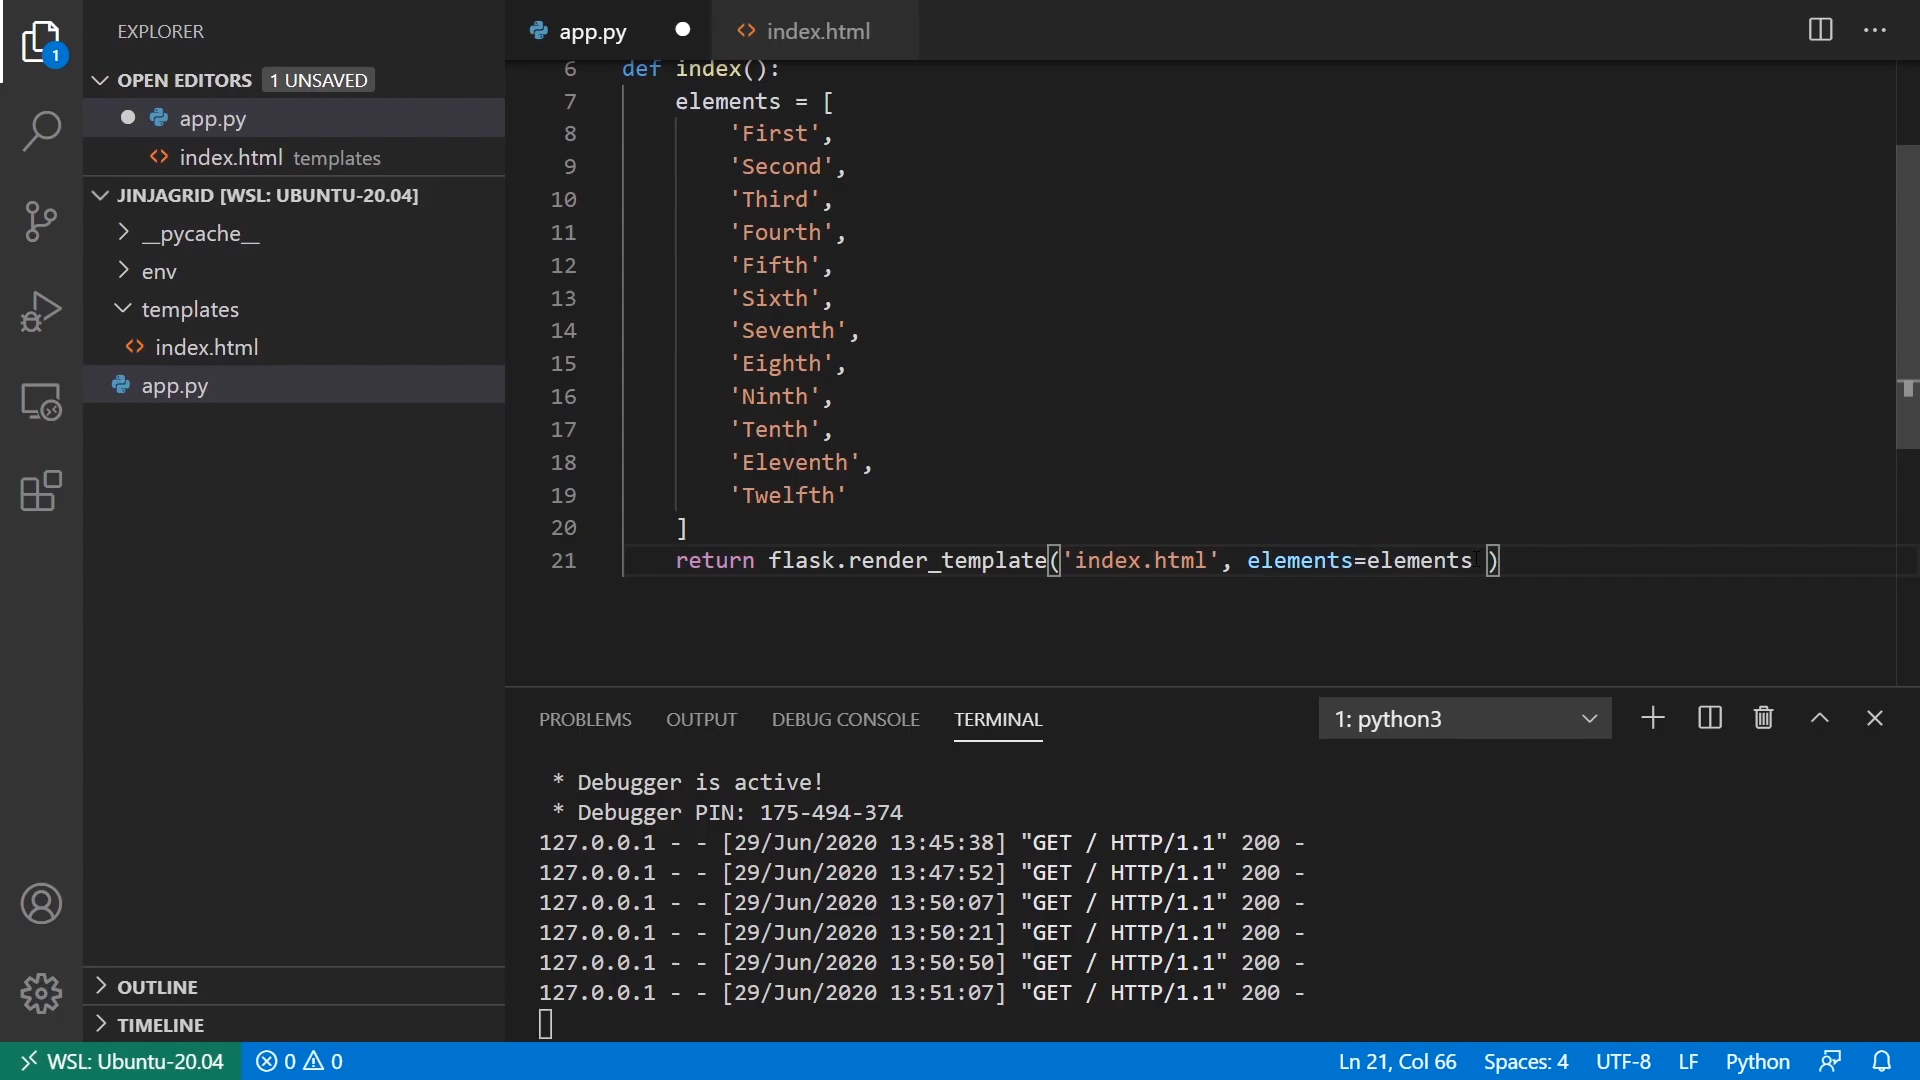 EXPLORER
OPEN EDITORS 1 UNSAVED
app.py
index.html templates
JINJAGRID [WSL: UBUNTU-20.04]
__pycache__
env
templates
index.html
app.py
OUTLINE
TIMELINE
1
app.py
index.html
6 def index():
7 elements = [
8 'First',
9 'Second',
10 'Third',
11 'Fourth',
12 'Fifth',
13 'Sixth',
14 'Seventh',
15 'Eighth',
16 'Ninth',
17 'Tenth',
18 'Eleventh',
19 'Twelfth'
20 ]
21 return flask.render_template('index.html', elements=elements )
PROBLEMS OUTPUT DEBUG CONSOLE TERMINAL 1: python3
* Debugger is active!
* Debugger PIN: 175-494-374
127.0.0.1 - - [29/Jun/2020 13:45:38] "GET / HTTP/1.1" 200 -
127.0.0.1 - - [29/Jun/2020 13:47:52] "GET / HTTP/1.1" 200 -
127.0.0.1 - - [29/Jun/2020 13:50:07] "GET / HTTP/1.1" 200 -
127.0.0.1 - - [29/Jun/2020 13:50:21] "GET / HTTP/1.1" 200 -
127.0.0.1 - - [29/Jun/2020 13:50:50] "GET / HTTP/1.1" 200 -
127.0.0.1 - - [29/Jun/2020 13:51:07] "GET / HTTP/1.1" 200 -
WSL: Ubuntu-20.04 0 0 Ln 21, Col 66 Spaces: 4 UTF-8 LF Python